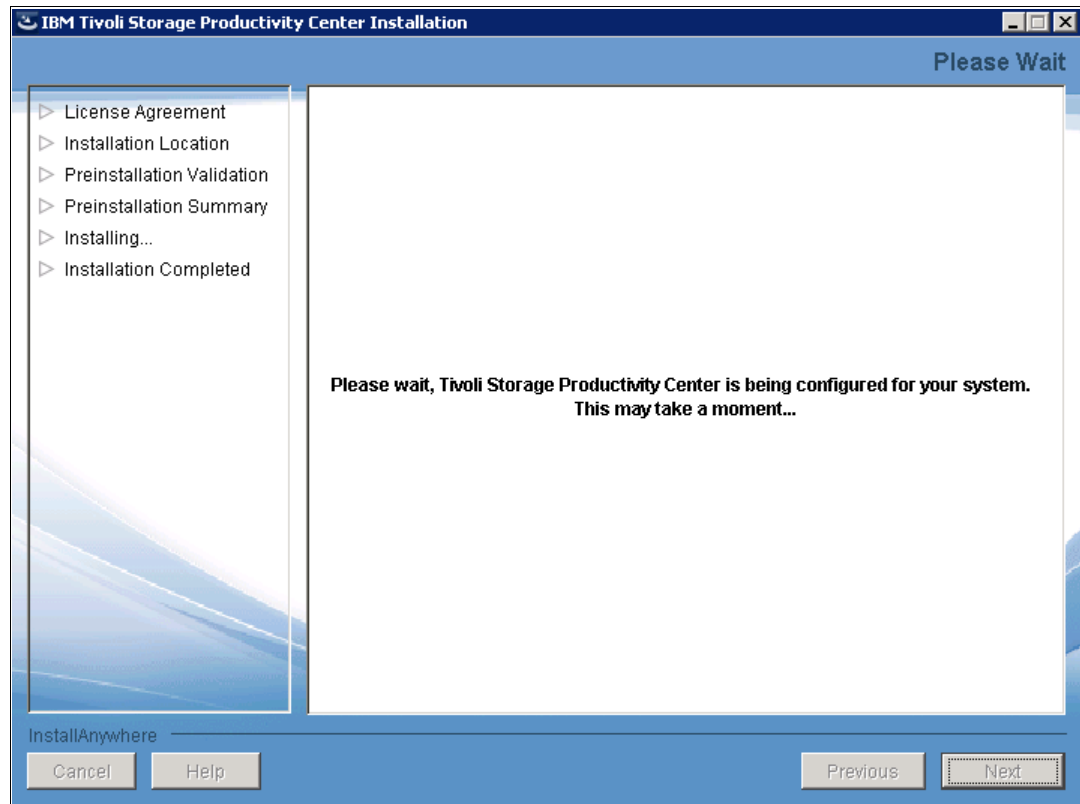 IBM Tivoli Storage Productivity Center Installation
Please Wait
License Agreement
Installation Location
Preinstallation Validation
Preinstallation Summary
Installing...
Installation Completed
Please wait, Tivoli Storage Productivity Center is being configured for your system.
This may take a moment...
InstallAnywhere
Cancel
Help
Previous
Next